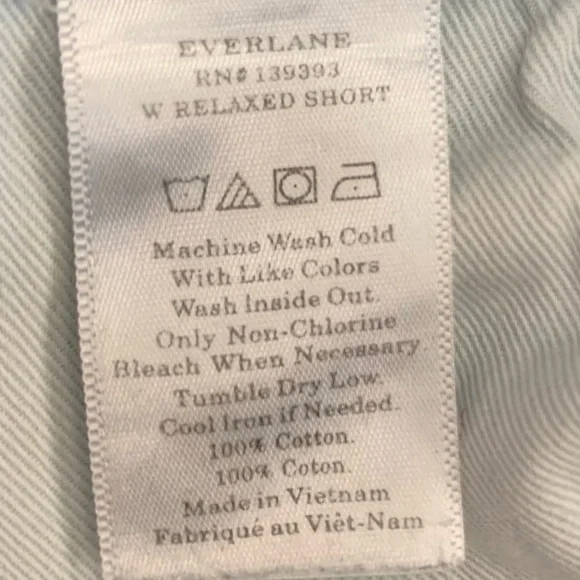 EVERLANE
RN# 139393
W RELAXED SHORT
Machine Wash Cold
With Like Colors
Wash Inside Out.
Only Non-Chlorine
Bleach When Necessary.
Tumble Dry Low.
Cool Iron if Needed.
100% Cotton.
100% Coton.
Made in Vietnam
Fabriqué au Viêt-Nam